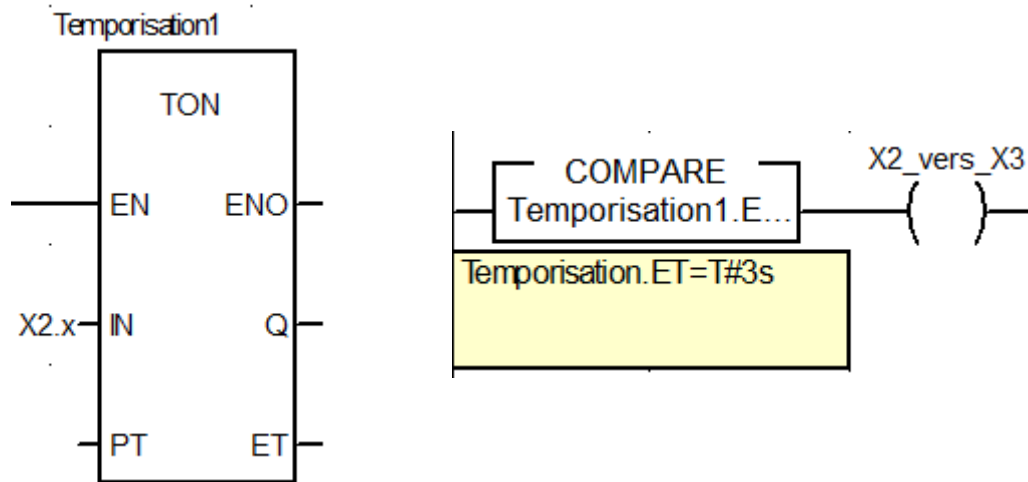 Temporisation1
TON
EN ENO
X2.x IN Q
PT ET
COMPARE
Temporisation1.E...
X2_vers_X3
Temporisation.ET=T#3s